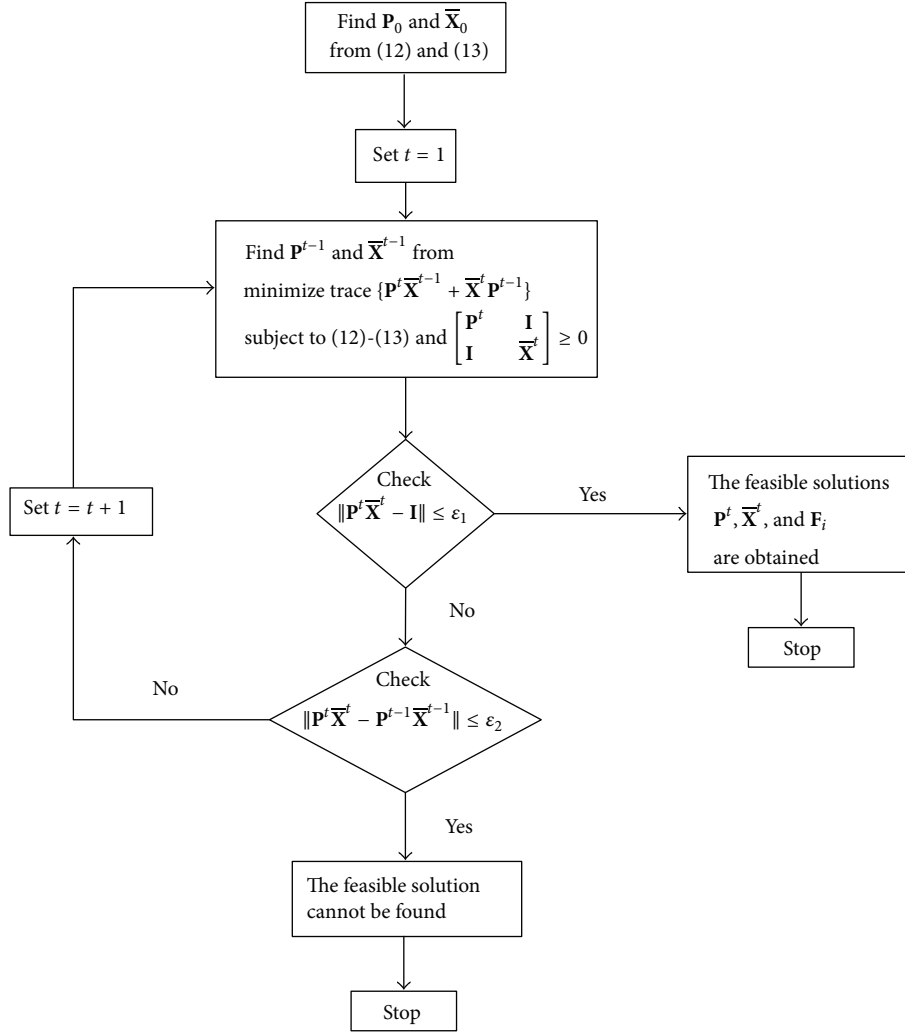 Find P₀ and X̅₀
from (12) and (13)
Set t = 1
Find Pᵗ⁻¹ and X̅ᵗ⁻¹ from
minimize trace {PᵗX̅ᵗ⁻¹ + X̅ᵗPᵗ⁻¹}
subject to (12)-(13) and [Pᵗ I; I X̅ᵗ] ≥ 0
Check
‖PᵗX̅ᵗ − I‖ ≤ ε₁
Yes
The feasible solutions
Pᵗ, X̅ᵗ, and Fᵢ
are obtained
Stop
Set t = t + 1
No
Check
‖PᵗX̅ᵗ − Pᵗ⁻¹X̅ᵗ⁻¹‖ ≤ ε₂
No
Yes
The feasible solution
cannot be found
Stop